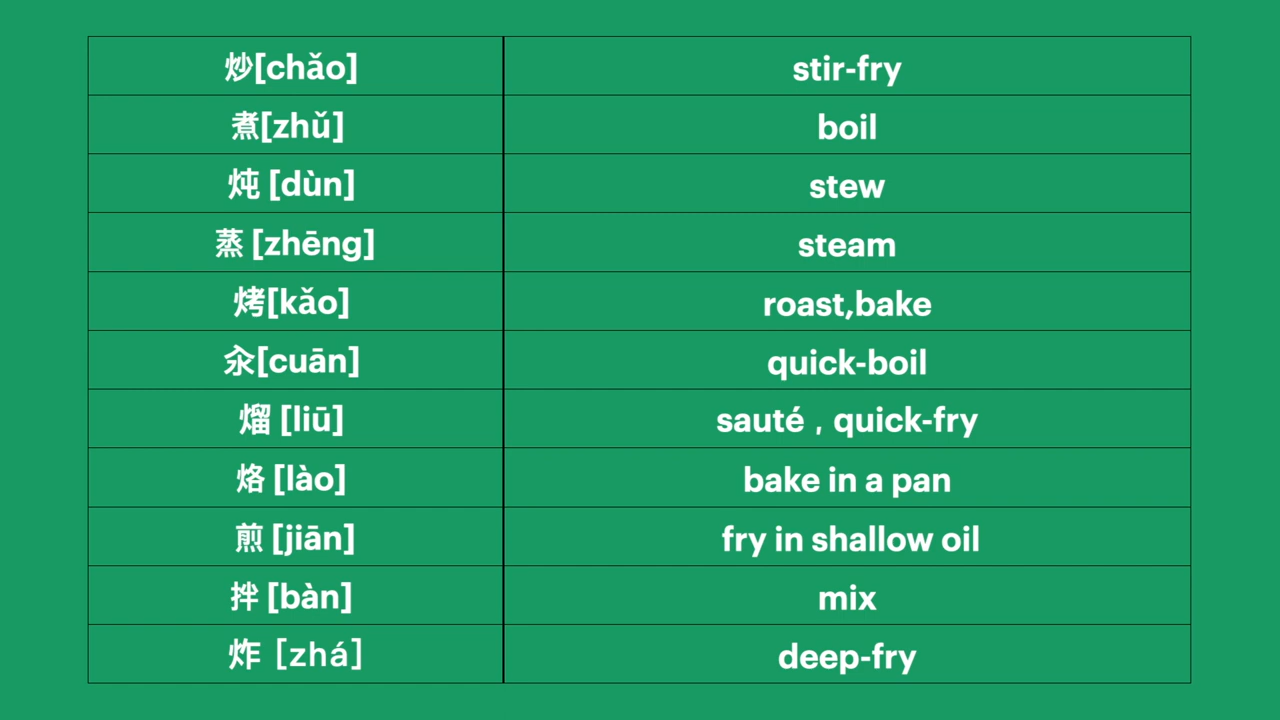 炒[chǎo] stir-fry
煮[zhǔ] boil
炖 [dùn] stew
蒸 [zhēng] steam
烤[kǎo] roast,bake
汆[cuān] quick-boil
熘 [liū] sauté，quick-fry
烙 [lào] bake in a pan
煎 [jiān] fry in shallow oil
拌 [bàn] mix
炸 [zhá] deep-fry